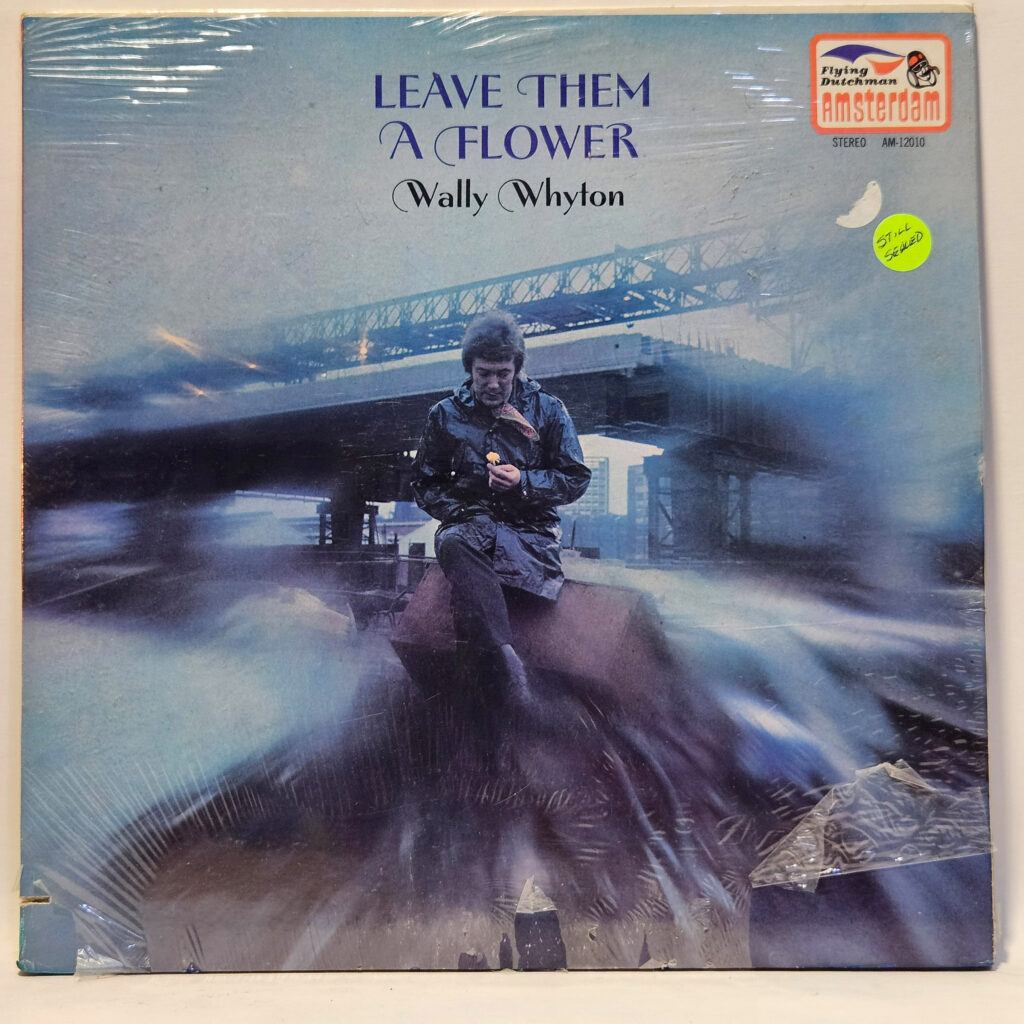 LEAVE THEM
A FLOWER
Wally Whyton
Flying
Dutchman
Amsterdam
STEREO AM-12010
STILL
SEALED